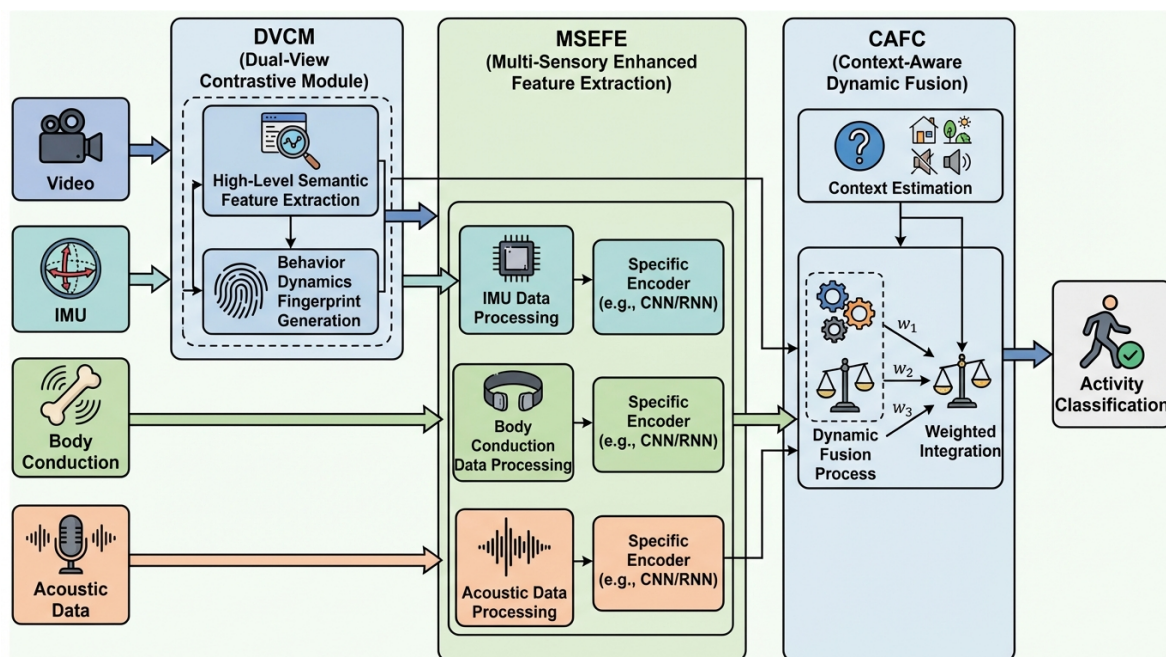 DVCM
(Dual-View
Contrastive Module)
MSEFE
(Multi-Sensory Enhanced
Feature Extraction)
CAFC
(Context-Aware
Dynamic Fusion)
Video
High-Level Semantic
Feature Extraction
Behavior
Dynamics
Fingerprint
Generation
IMU
Body
Conduction
Acoustic
Data
IMU Data
Processing
Specific
Encoder
(e.g., CNN/RNN)
Body
Conduction
Data Processing
Specific
Encoder
(e.g., CNN/RNN)
Acoustic Data
Processing
Specific
Encoder
(e.g., CNN/RNN)
?
Context Estimation
w1
w2
w3
Dynamic
Fusion
Process
Weighted
Integration
Activity
Classification